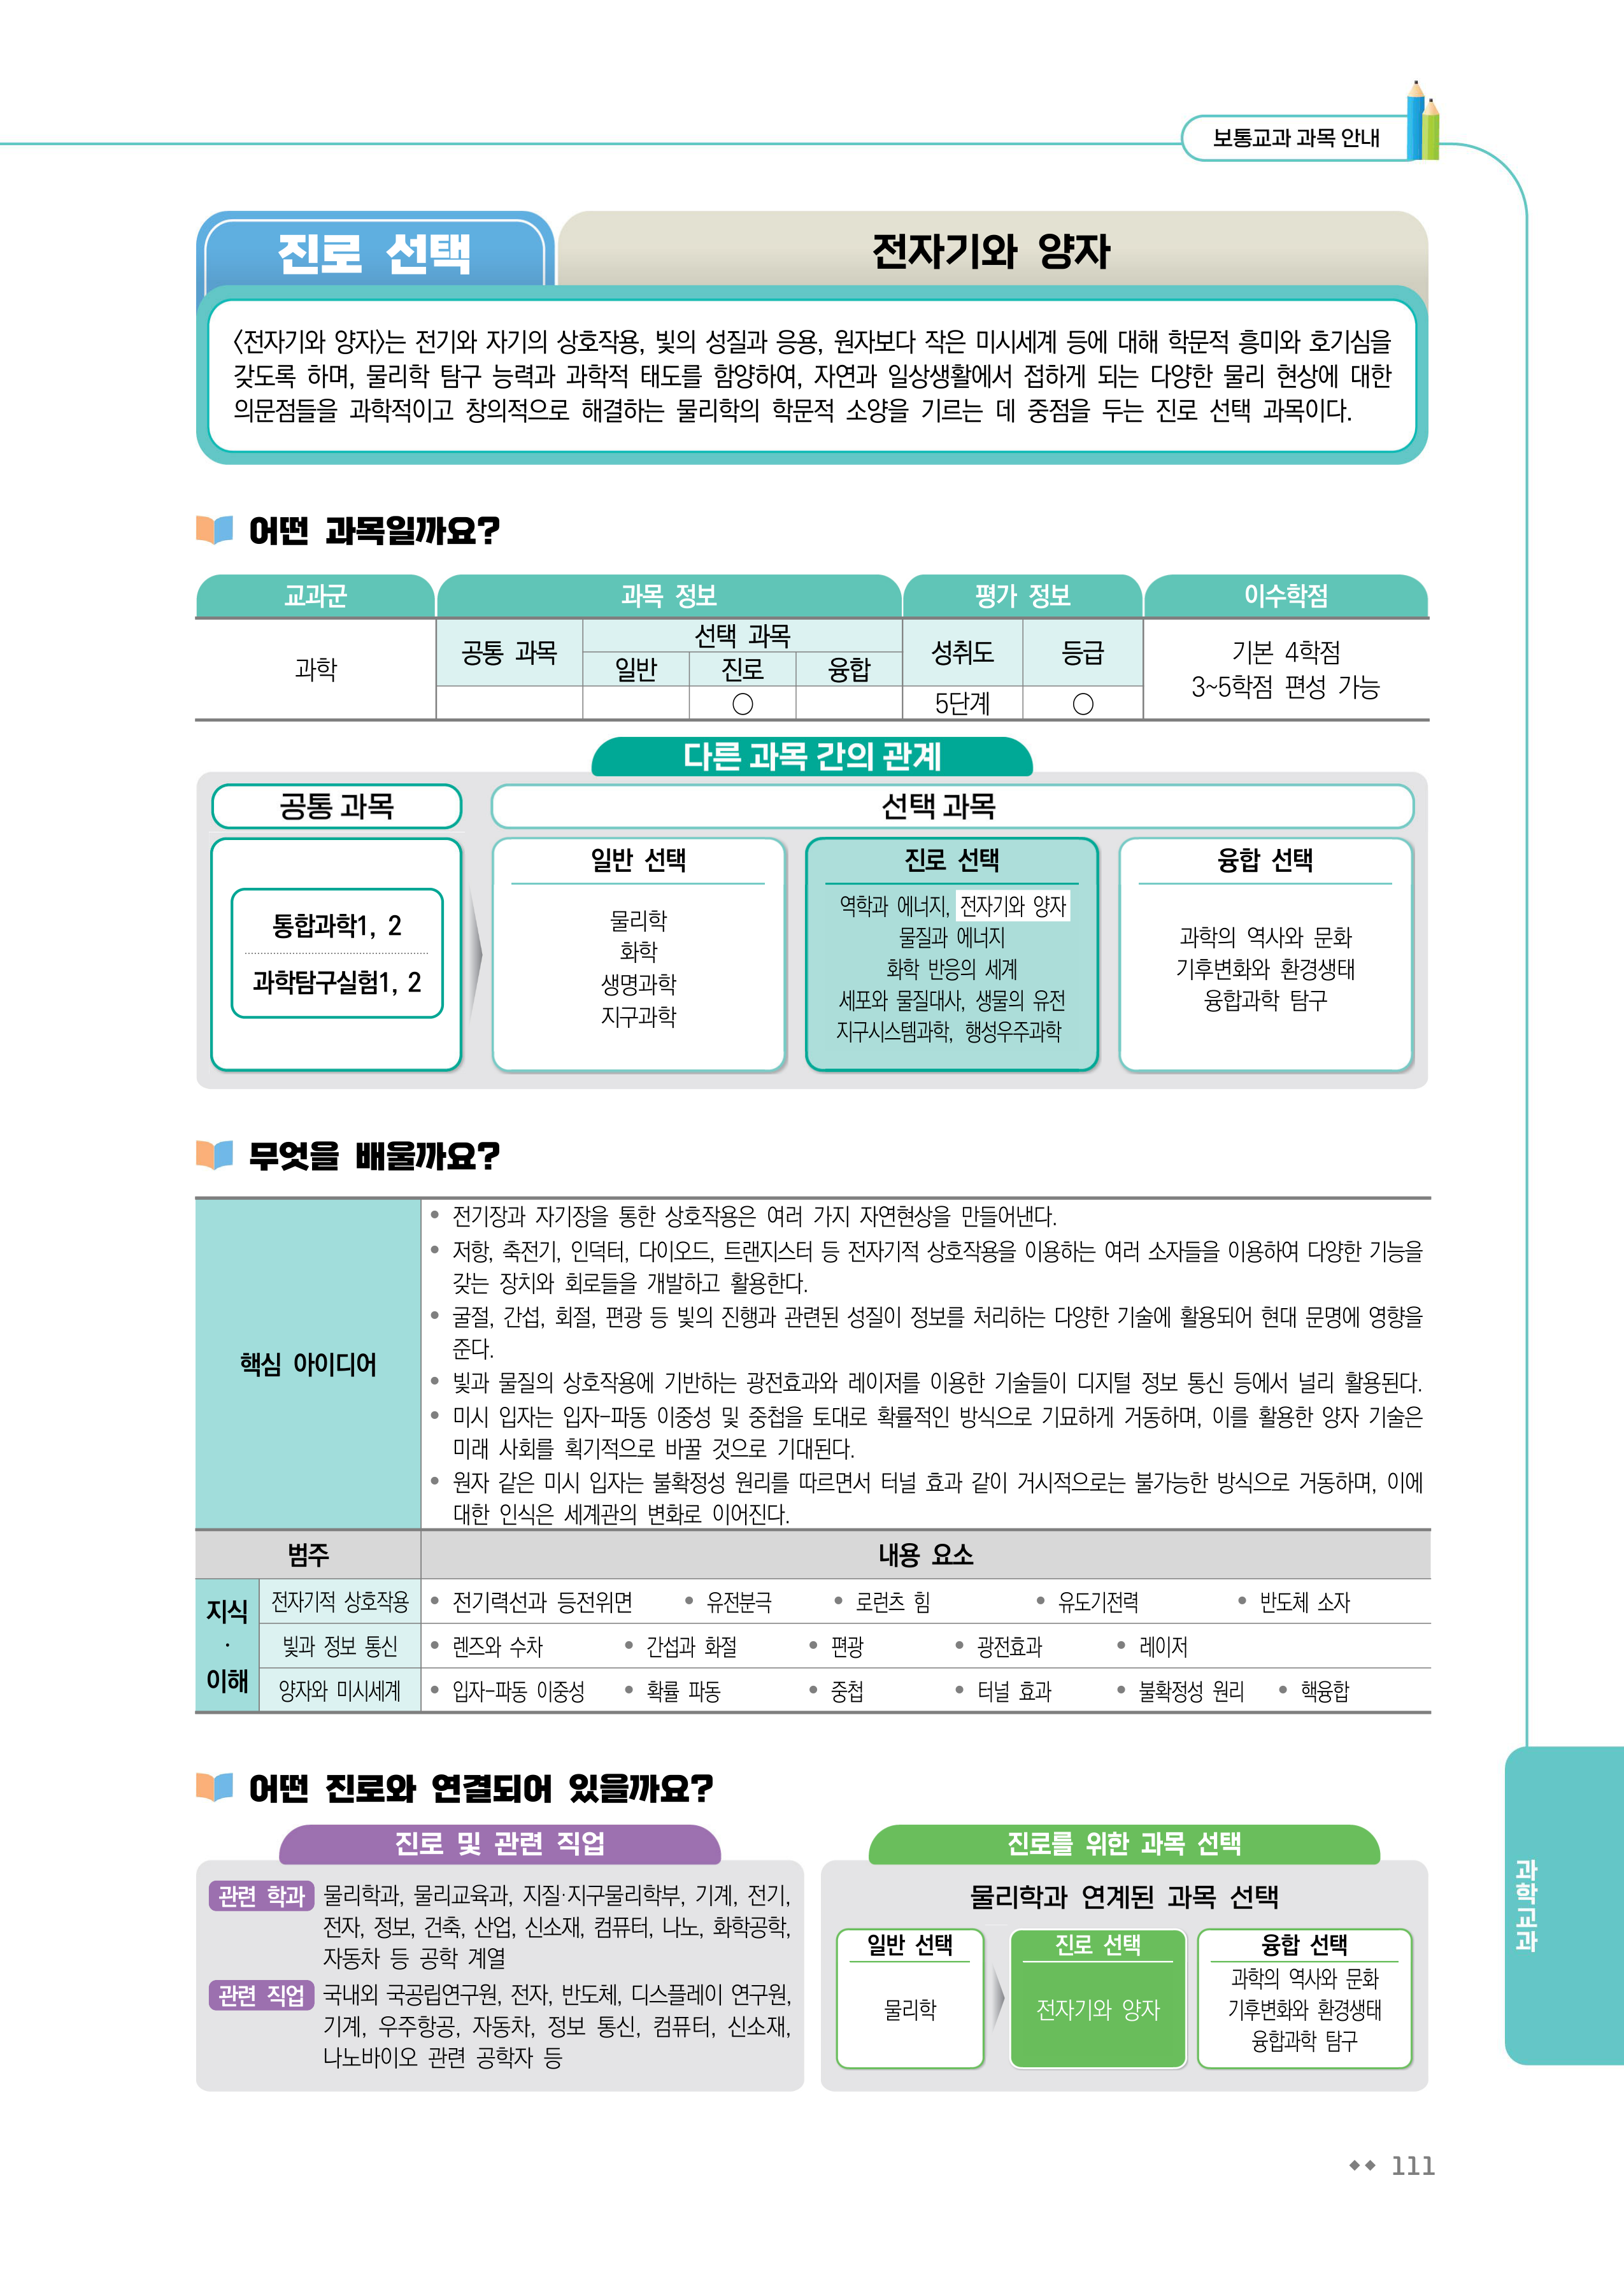 보통교과 과목 안내
진로 선택
전자기와 양자
〈전자기와 양자〉는 전기와 자기의 상호작용, 빛의 성질과 응용, 원자보다 작은 미시세계 등에 대해 학문적 흥미와 호기심을
갖도록 하며, 물리학 탐구 능력과 과학적 태도를 함양하여, 자연과 일상생활에서 접하게 되는 다양한 물리 현상에 대한
의문점들을 과학적이고 창의적으로 해결하는 물리학의 학문적 소양을 기르는 데 중점을 두는 진로 선택 과목이다.
어떤 과목일까요?
교과군 과목 정보 평가 정보 이수학점
과학
공통 과목
선택 과목
일반 진로 융합
성취도 등급
○ 5단계 ○
기본 4학점
3~5학점 편성 가능
다른 과목 간의 관계
공통 과목
선택 과목
통합과학1, 2
과학탐구실험1, 2
일반 선택
물리학
화학
생명과학
지구과학
진로 선택
역학과 에너지, 전자기와 양자
물질과 에너지
화학 반응의 세계
세포와 물질대사, 생물의 유전
지구시스템과학, 행성우주과학
융합 선택
과학의 역사와 문화
기후변화와 환경생태
융합과학 탐구
무엇을 배울까요?
핵심 아이디어
• 전기장과 자기장을 통한 상호작용은 여러 가지 자연현상을 만들어낸다.
• 저항, 축전기, 인덕터, 다이오드, 트랜지스터 등 전자기적 상호작용을 이용하는 여러 소자들을 이용하여 다양한 기능을
갖는 장치와 회로들을 개발하고 활용한다.
• 굴절, 간섭, 회절, 편광 등 빛의 진행과 관련된 성질이 정보를 처리하는 다양한 기술에 활용되어 현대 문명에 영향을
준다.
• 빛과 물질의 상호작용에 기반하는 광전효과와 레이저를 이용한 기술들이 디지털 정보 통신 등에서 널리 활용된다.
• 미시 입자는 입자-파동 이중성 및 중첩을 토대로 확률적인 방식으로 기묘하게 거동하며, 이를 활용한 양자 기술은
미래 사회를 획기적으로 바꿀 것으로 기대된다.
• 원자 같은 미시 입자는 불확정성 원리를 따르면서 터널 효과 같이 거시적으로는 불가능한 방식으로 거동하며, 이에
대한 인식은 세계관의 변화로 이어진다.
범주 내용 요소
지식
·
이해
전자기적 상호작용 • 전기력선과 등전위면 • 유전분극 • 로런츠 힘 • 유도기전력 • 반도체 소자
빛과 정보 통신 • 렌즈와 수차 • 간섭과 회절 • 편광 • 광전효과 • 레이저
양자와 미시세계 • 입자-파동 이중성 • 확률 파동 • 중첩 • 터널 효과 • 불확정성 원리 • 핵융합
어떤 진로와 연결되어 있을까요?
진로 및 관련 직업
관련 학과 물리학과, 물리교육과, 지질·지구물리학부, 기계, 전기,
전자, 정보, 건축, 산업, 신소재, 컴퓨터, 나노, 화학공학,
자동차 등 공학 계열
관련 직업 국내외 국공립연구원, 전자, 반도체, 디스플레이 연구원,
기계, 우주항공, 자동차, 정보 통신, 컴퓨터, 신소재,
나노바이오 관련 공학자 등
진로를 위한 과목 선택
물리학과 연계된 과목 선택
일반 선택
물리학
진로 선택
전자기와 양자
융합 선택
과학의 역사와 문화
기후변화와 환경생태
융합과학 탐구
과학교과
111